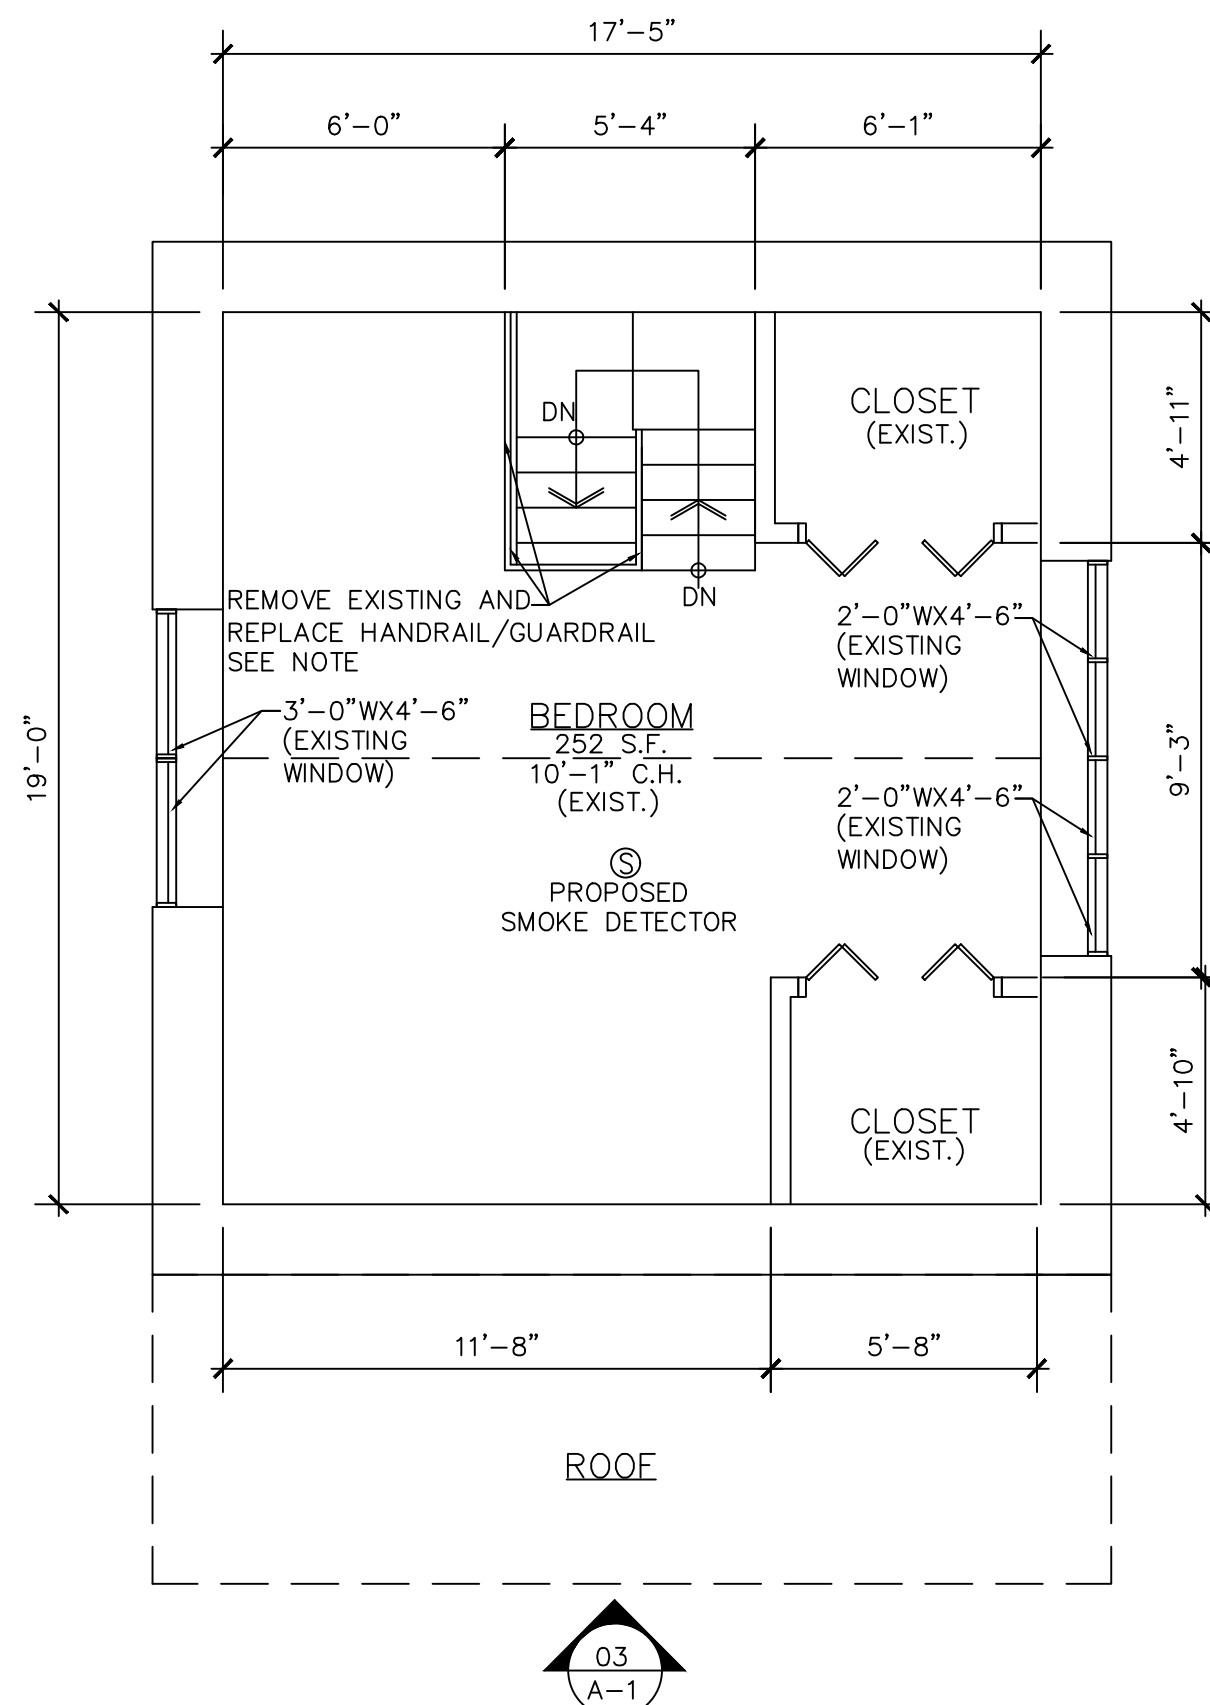 17'-5"
6'-0"
5'-4"
6'-1"
CLOSET
(EXIST.)
4'-11"
DN
DN
REMOVE EXISTING AND
REPLACE HANDRAIL/GUARDRAIL
SEE NOTE
2'-0"WX4'-6"
(EXISTING
WINDOW)
3'-0"WX4'-6"
(EXISTING
WINDOW)
BEDROOM
252 S.F.
10'-1" C.H.
(EXIST.)
19'-0"
9'-3"
2'-0"WX4'-6"
(EXISTING
WINDOW)
S
PROPOSED
SMOKE DETECTOR
4'-10"
CLOSET
(EXIST.)
11'-8"
5'-8"
ROOF
03
A-1